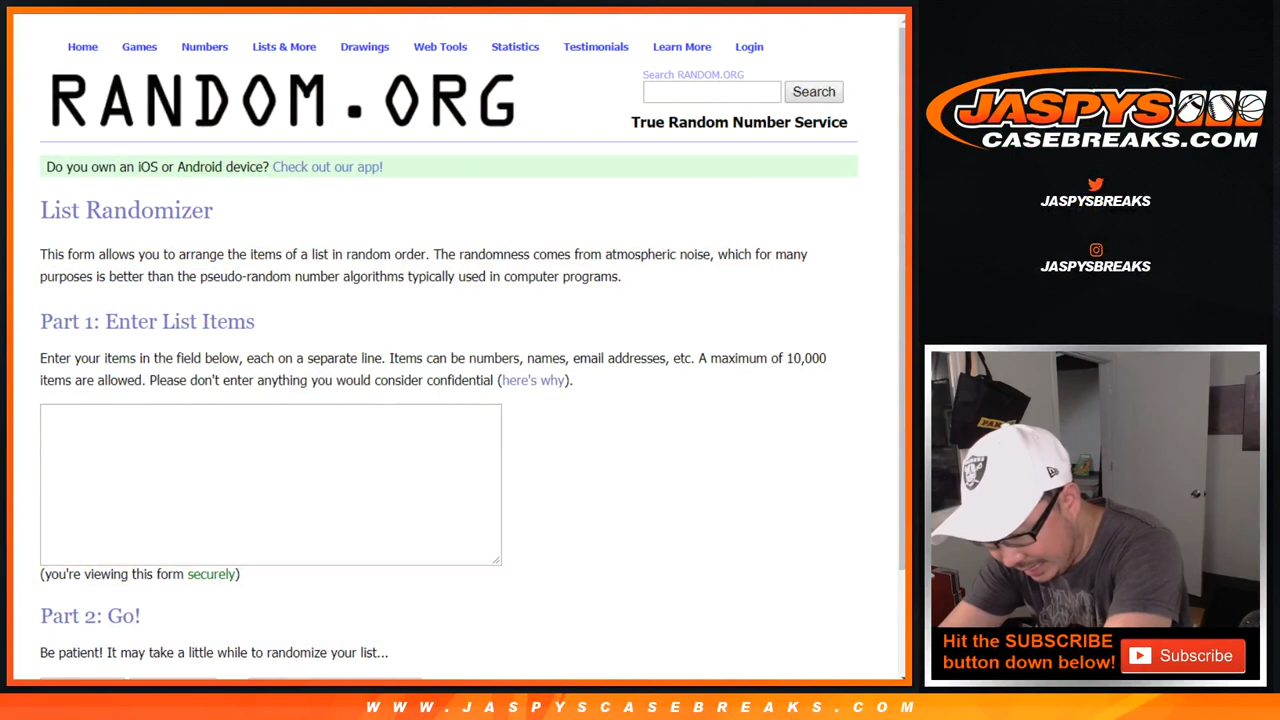 Home Games Numbers Lists & More Drawings Web Tools Statistics Testimonials Learn More Login
RANDOM.ORG
Search RANDOM.ORG
Search
True Random Number Service
Do you own an iOS or Android device? Check out our app!
List Randomizer
This form allows you to arrange the items of a list in random order. The randomness comes from atmospheric noise, which for many
purposes is better than the pseudo-random number algorithms typically used in computer programs.
Part 1: Enter List Items
Enter your items in the field below, each on a separate line. Items can be numbers, names, email addresses, etc. A maximum of 10,000
items are allowed. Please don't enter anything you would consider confidential (here's why).
(you're viewing this form securely)
Part 2: Go!
Be patient! It may take a little while to randomize your list...
JASPYS
CASEBREAKS.COM
JASPYSBREAKS
JASPYSBREAKS
Hit the SUBSCRIBE
button down below!
Subscribe
WWW.JASPYSCASEBREAKS.COM